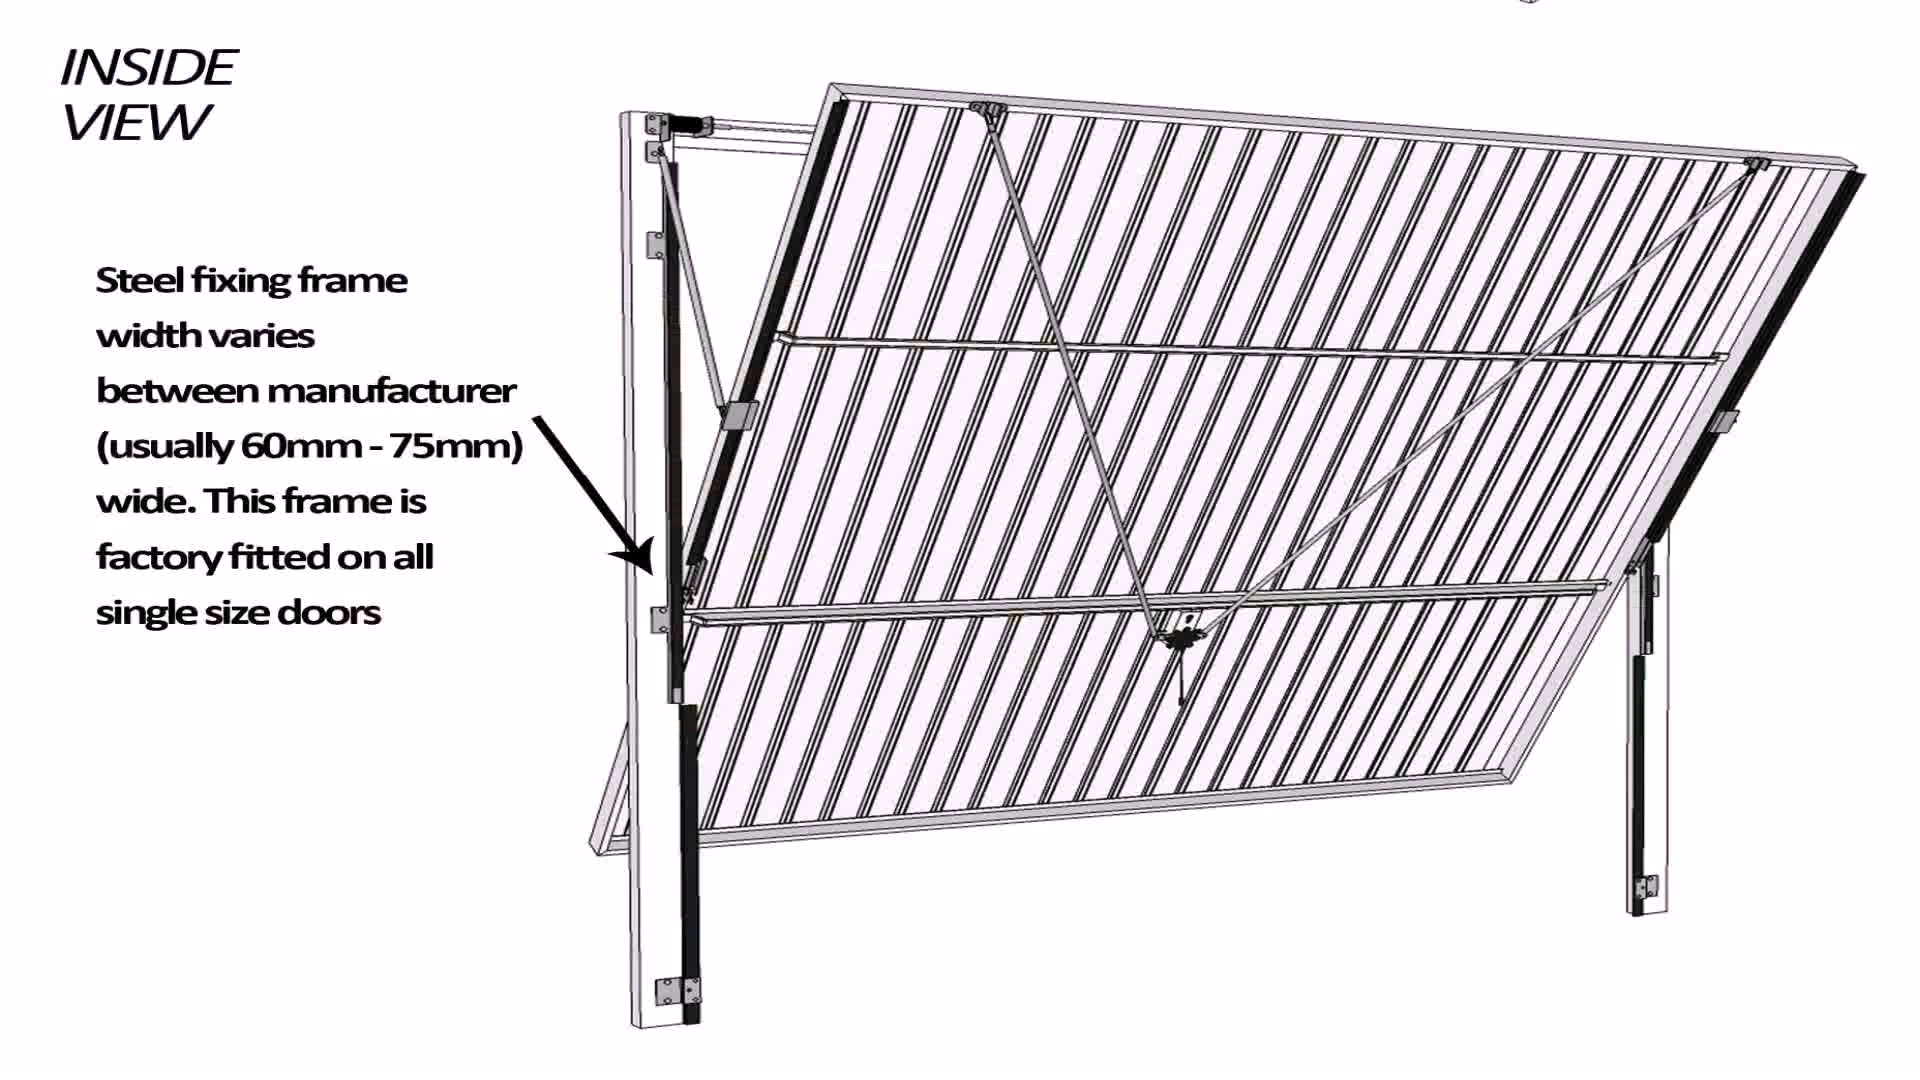 INSIDE
VIEW
Steel fixing frame
width varies
between manufacturer
(usually 60mm - 75mm)
wide. This frame is
factory fitted on all
single size doors